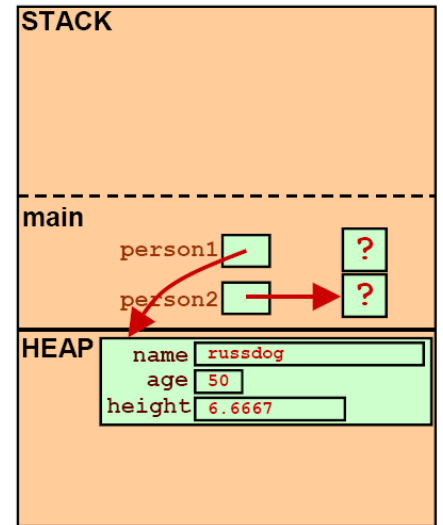 STACK
main
person1 ?
person2 ?
HEAP
name russdog
age 50
height 6.6667